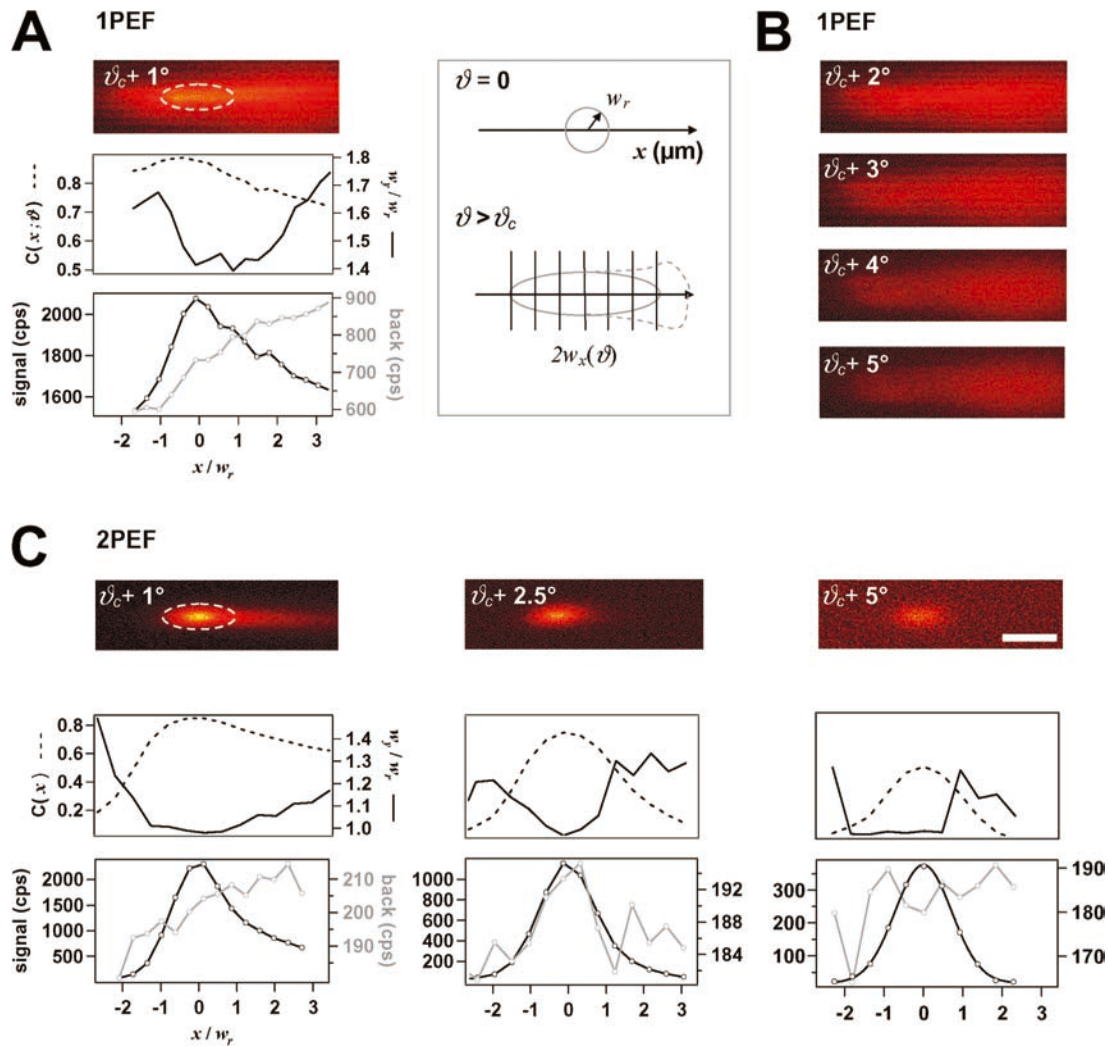 A
1PEF
ϑc + 1°
C(x;ϑ) ---
0.8
0.7
0.6
0.5
1.8
1.7
1.6
1.5
1.4
wy/wr —
signal (cps)
2000
1800
1600
900
800
700
600
back (cps)
-2 -1 0 1 2 3
x / wr
ϑ = 0
wr
x (µm)
ϑ > ϑc
2wx(ϑ)
B
1PEF
ϑc + 2°
ϑc + 3°
ϑc + 4°
ϑc + 5°
C
2PEF
ϑc + 1°
ϑc + 2.5°
ϑc + 5°
C(x) ---
0.8
0.6
0.4
0.2
1.4
1.3
1.2
1.1
1.0
wy/wr —
signal (cps)
2000
1500
1000
500
210
200
190
back (cps)
-2 -1 0 1 2 3
x / wr
1000
800
600
400
200
192
188
184
-2 -1 0 1 2 3
300
200
100
190
180
170
-2 -1 0 1 2 3